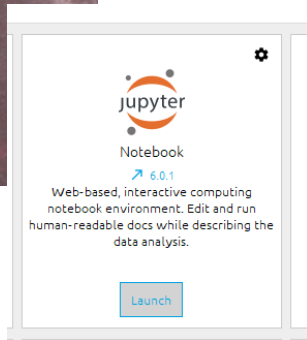 jupyter
Notebook
6.0.1
Web-based, interactive computing
notebook environment. Edit and run
human-readable docs while describing the
data analysis.
Launch